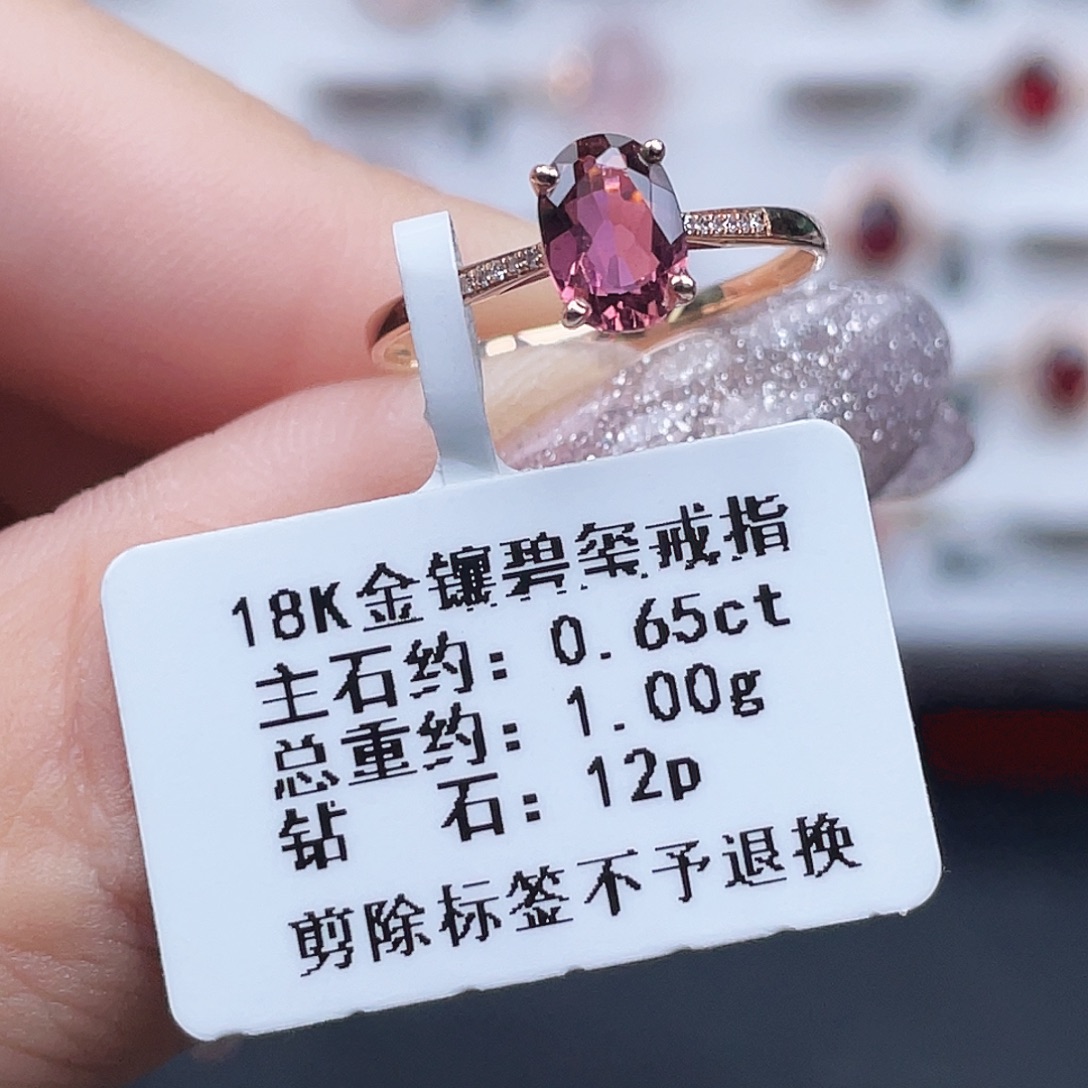 18K金镶碧玺戒指
主石约：0.65ct
总重约：1.00g
钻　石：12p
剪除标签不予退换